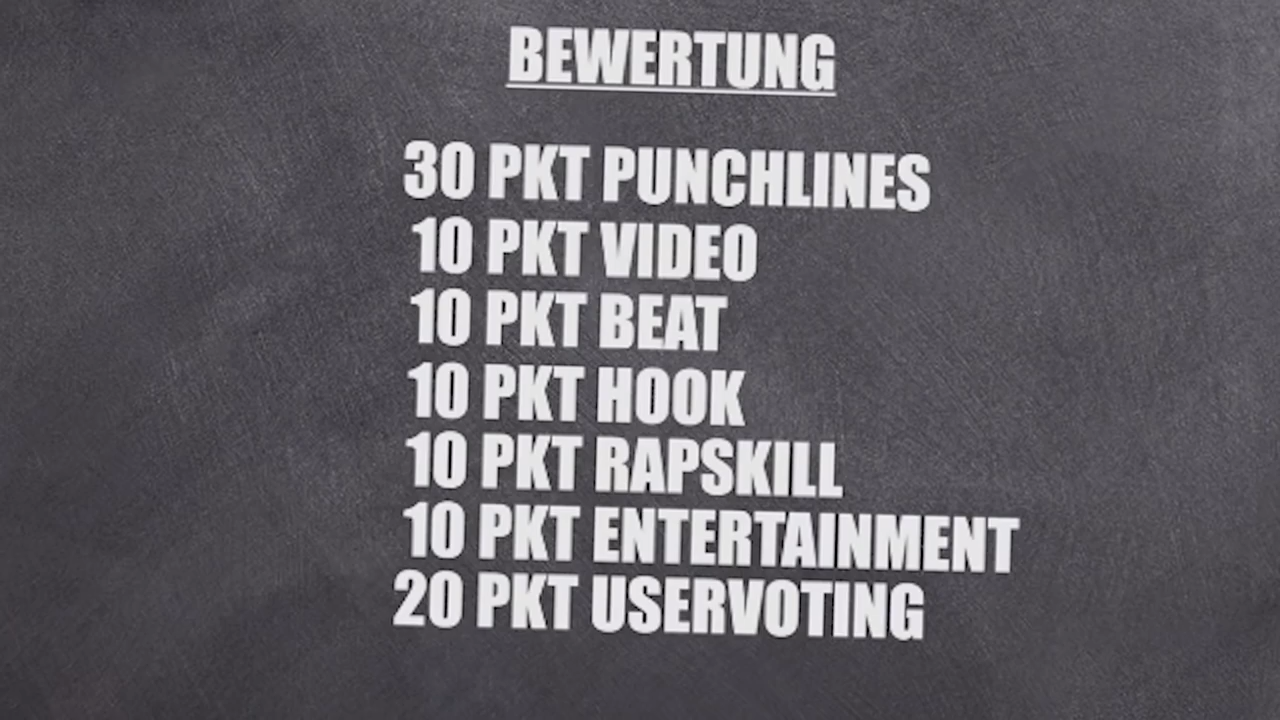 BEWERTUNG
30 PKT PUNCHLINES
10 PKT VIDEO
10 PKT BEAT
10 PKT HOOK
10 PKT RAPSKILL
10 PKT ENTERTAINMENT
20 PKT USERVOTING